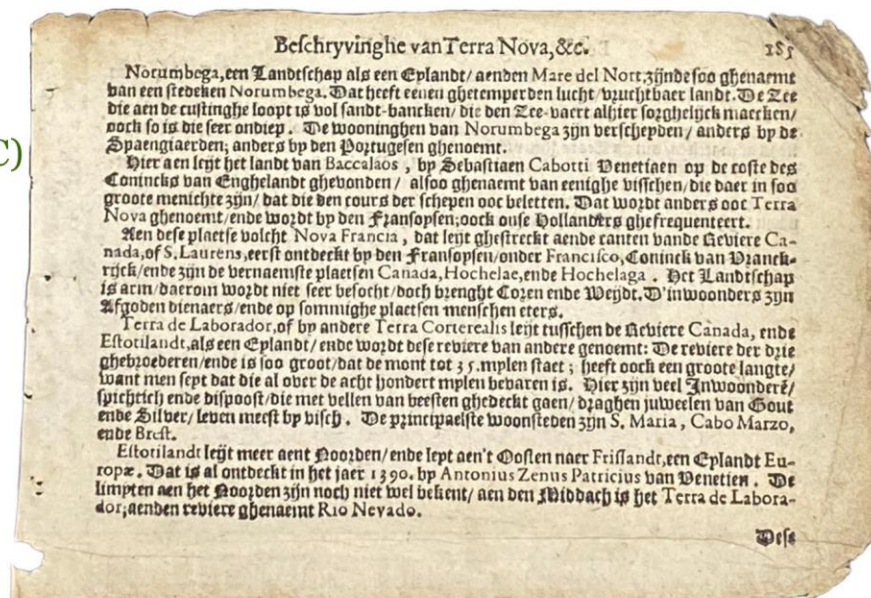 C)
Beschryvinghe van Terra Nova, &c. 185
Norumbega, een Landtschap als een Eylandt/ aenden Mare del Nort, zijnde soo ghenaemt
van een stedeken Norumbega. Dat heeft eenen ghetemperden lucht/ vruchtbaer landt. De Zee
die aen de custinghe loopt is vol sandt-bancken/ die den Zee-vaert alhier sorghelijck maecken/
oock so is die seer ondiep. De wooninghen van Norumbega zijn verscheyden/ anders by de
Spaengiaerden; anders by den Portugesen ghenoemt.
Hier aen leyt het landt van Baccalaos, by Sebastiaen Cabotti Venetiaen op de coste des
Conincks van Enghelandt ghevonden/ alsoo ghenaemt van eenighe visschen/ die daer in soo
groote menichte zijn/ dat die den cours der schepen ooc beletten. Dat wordt anders ooc Terra
Nova ghenoemt/ ende wordt by den Fransoysen; oock onse Hollanders ghefrequenteert.
Aen dese plaetse volcht Nova Francia, dat leyt ghestreckt aende canten vande Reviere Ca-
nada, of S. Laurens, eerst ontdeckt by den Fransoysen/ onder Francisco, Coninck van Vranck-
rijck/ ende zijn de vernaemste plaetsen Canada, Hochelae, ende Hochelaga. Het Landtschap
is arm/ daerom wordt niet seer besocht/ doch brenght Coren ende Weydt. D'inwoonders zijn
Afgoden dienaers/ ende op sommighe plaetsen menschen eters.
Terra de Laborador, of by andere Terra Corterealis leyt tusschen de Reviere Canada, ende
Estotilandt, als een Eylandt/ ende wordt dese reviere van andere genoemt: De reviere der drie
ghebroederen/ ende is soo groot/ dat de mont tot 35. mylen staet; heeft oock een groote langte/
want men seyt dat die al over de acht hondert mylen bevaren is. Hier zijn veel Inwoonderē/
spichtich ende dispoost/ die met vellen van beesten ghedeckt gaen/ draghen juweelen van Gout
ende Silver/ leven meest by visch. De principaelste woonsteden zijn S. Maria, Cabo Marzo,
ende Brest.
Estotilandt leyt meer aent Noorden/ ende leyt aen't Oosten naer Frislandt, een Eylandt Eu-
ropæ. Dat is al ontdeckt in het jaer 1390. by Antonius Zenus Patricius van Venetien. De
limyten aen het Noorden zijn noch niet wel bekent/ aen den Middach is het Terra de Labora-
dor; aenden reviere ghenaemt Rio Nevado.
Dese